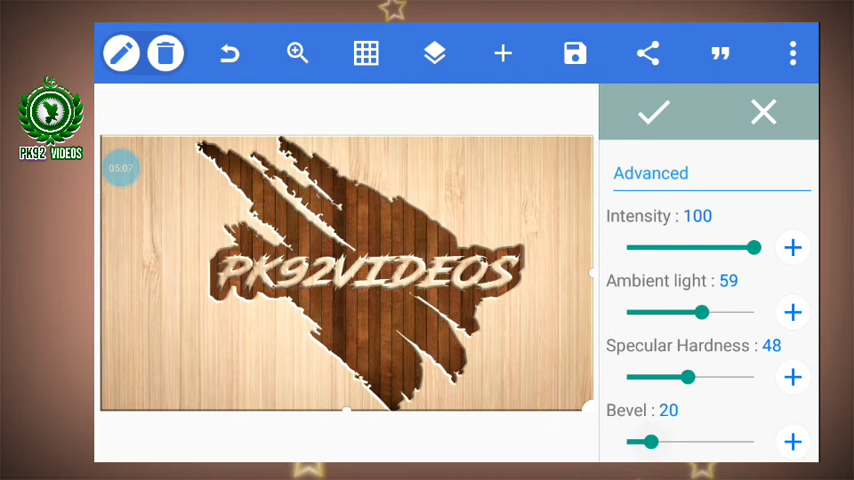 PK92 VIDEOS
05:07
PK92VIDEOS
Advanced
Intensity : 100
Ambient light : 59
Specular Hardness : 48
Bevel : 20